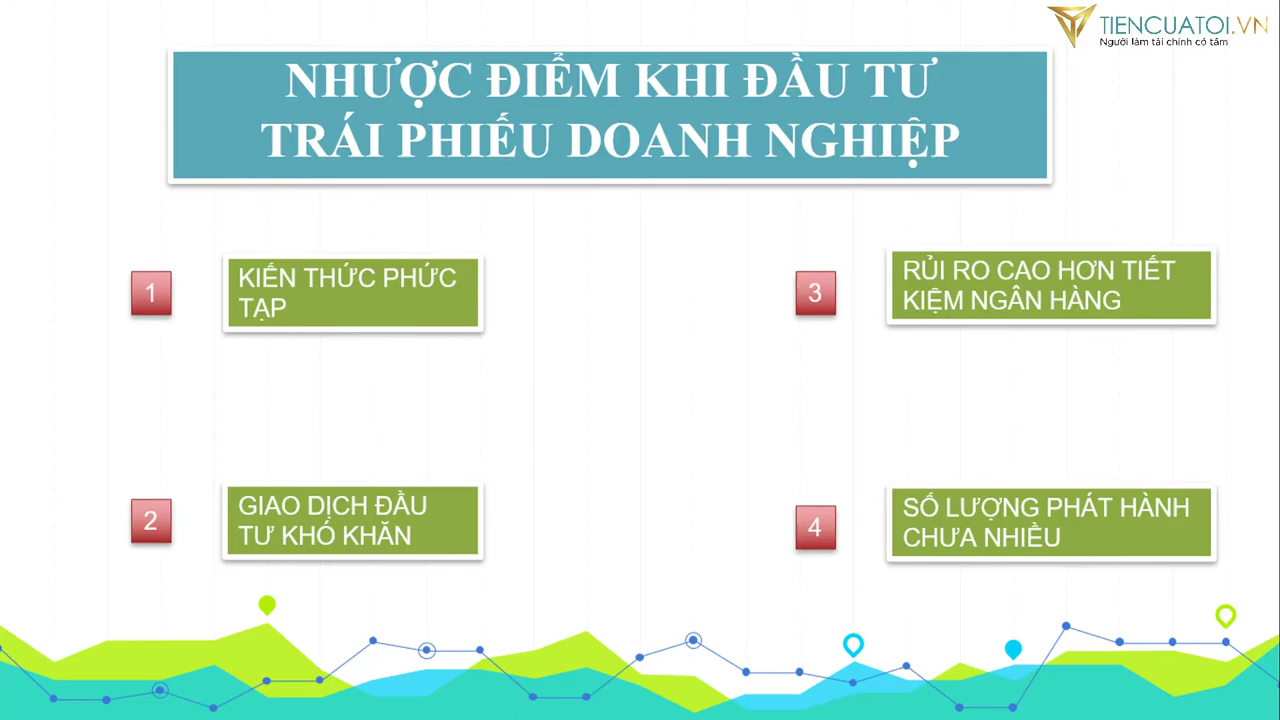 TIENCUATOI.VN
Người làm tài chính có tâm
NHƯỢC ĐIỂM KHI ĐẦU TƯ
TRÁI PHIẾU DOANH NGHIỆP
1
KIẾN THỨC PHỨC
TẠP
2
GIAO DỊCH ĐẦU
TƯ KHÓ KHĂN
3
RỦI RO CAO HƠN TIẾT
KIỆM NGÂN HÀNG
4
SỐ LƯỢNG PHÁT HÀNH
CHƯA NHIỀU